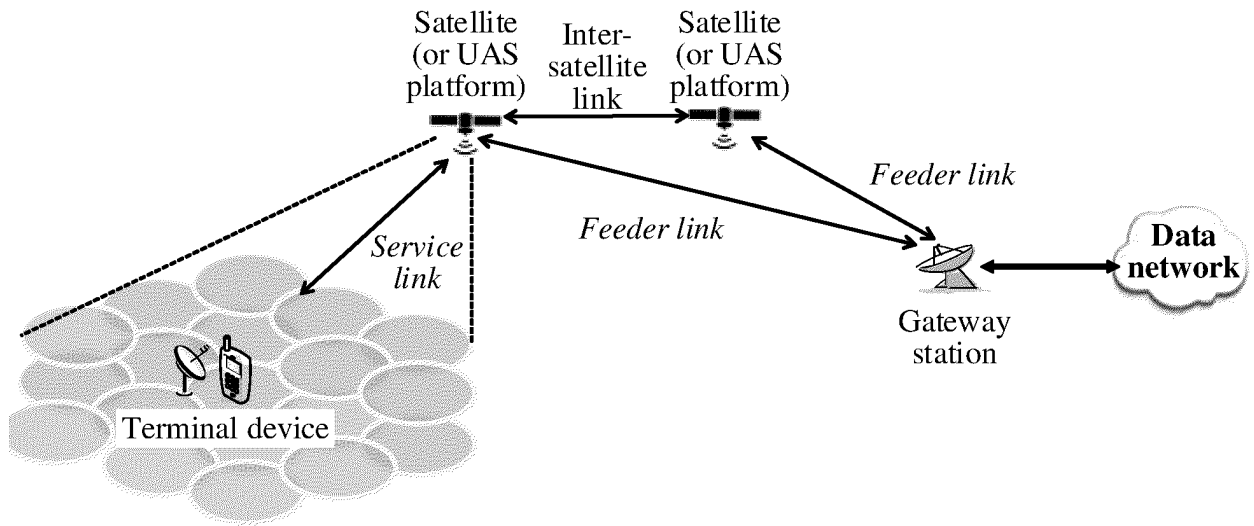 Satellite
(or UAS
platform)
Inter-
satellite
link
Satellite
(or UAS
platform)
Feeder link
Feeder link
Service
link
Data
network
Gateway
station
Terminal device